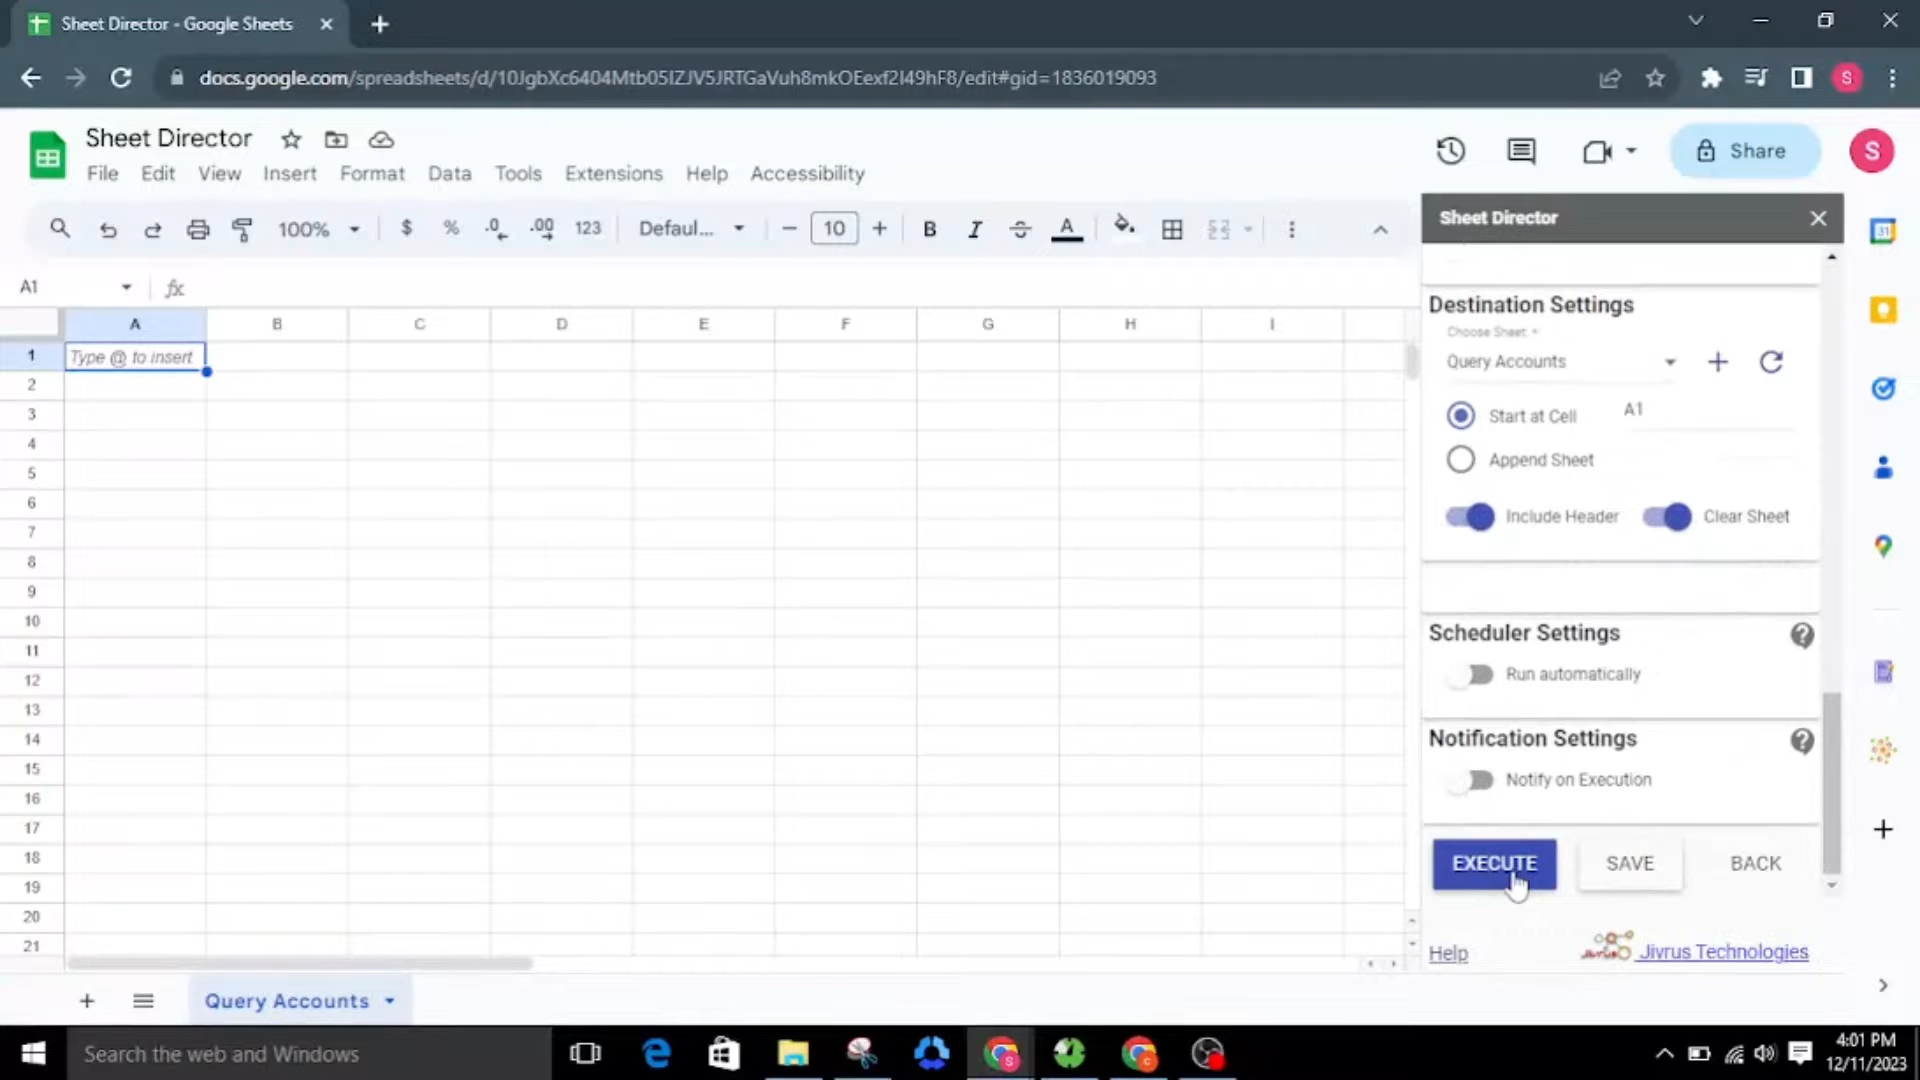 Sheet Director - Google Sheets
docs.google.com/spreadsheets/d/10JgbXc6404Mtb05IZJV5JRTGaVuh8mkOEexf2I49hF8/edit#gid=1836019093
S
Sheet Director
File Edit View Insert Format Data Tools Extensions Help Accessibility
Share
S
100% $ % .0 .00 123 Defaul... 10 B I A
A1 fx
A B C D E F G H I
1 Type @ to insert
2
3
4
5
6
7
8
9
10
11
12
13
14
15
16
17
18
19
20
21
Query Accounts
Sheet Director
Destination Settings
Choose Sheet *
Query Accounts
Start at Cell A1
Append Sheet
Include Header Clear Sheet
Scheduler Settings
Run automatically
Notification Settings
Notify on Execution
EXECUTE SAVE BACK
Help Jivrus Technologies
31
Search the web and Windows
4:01 PM
12/11/2023